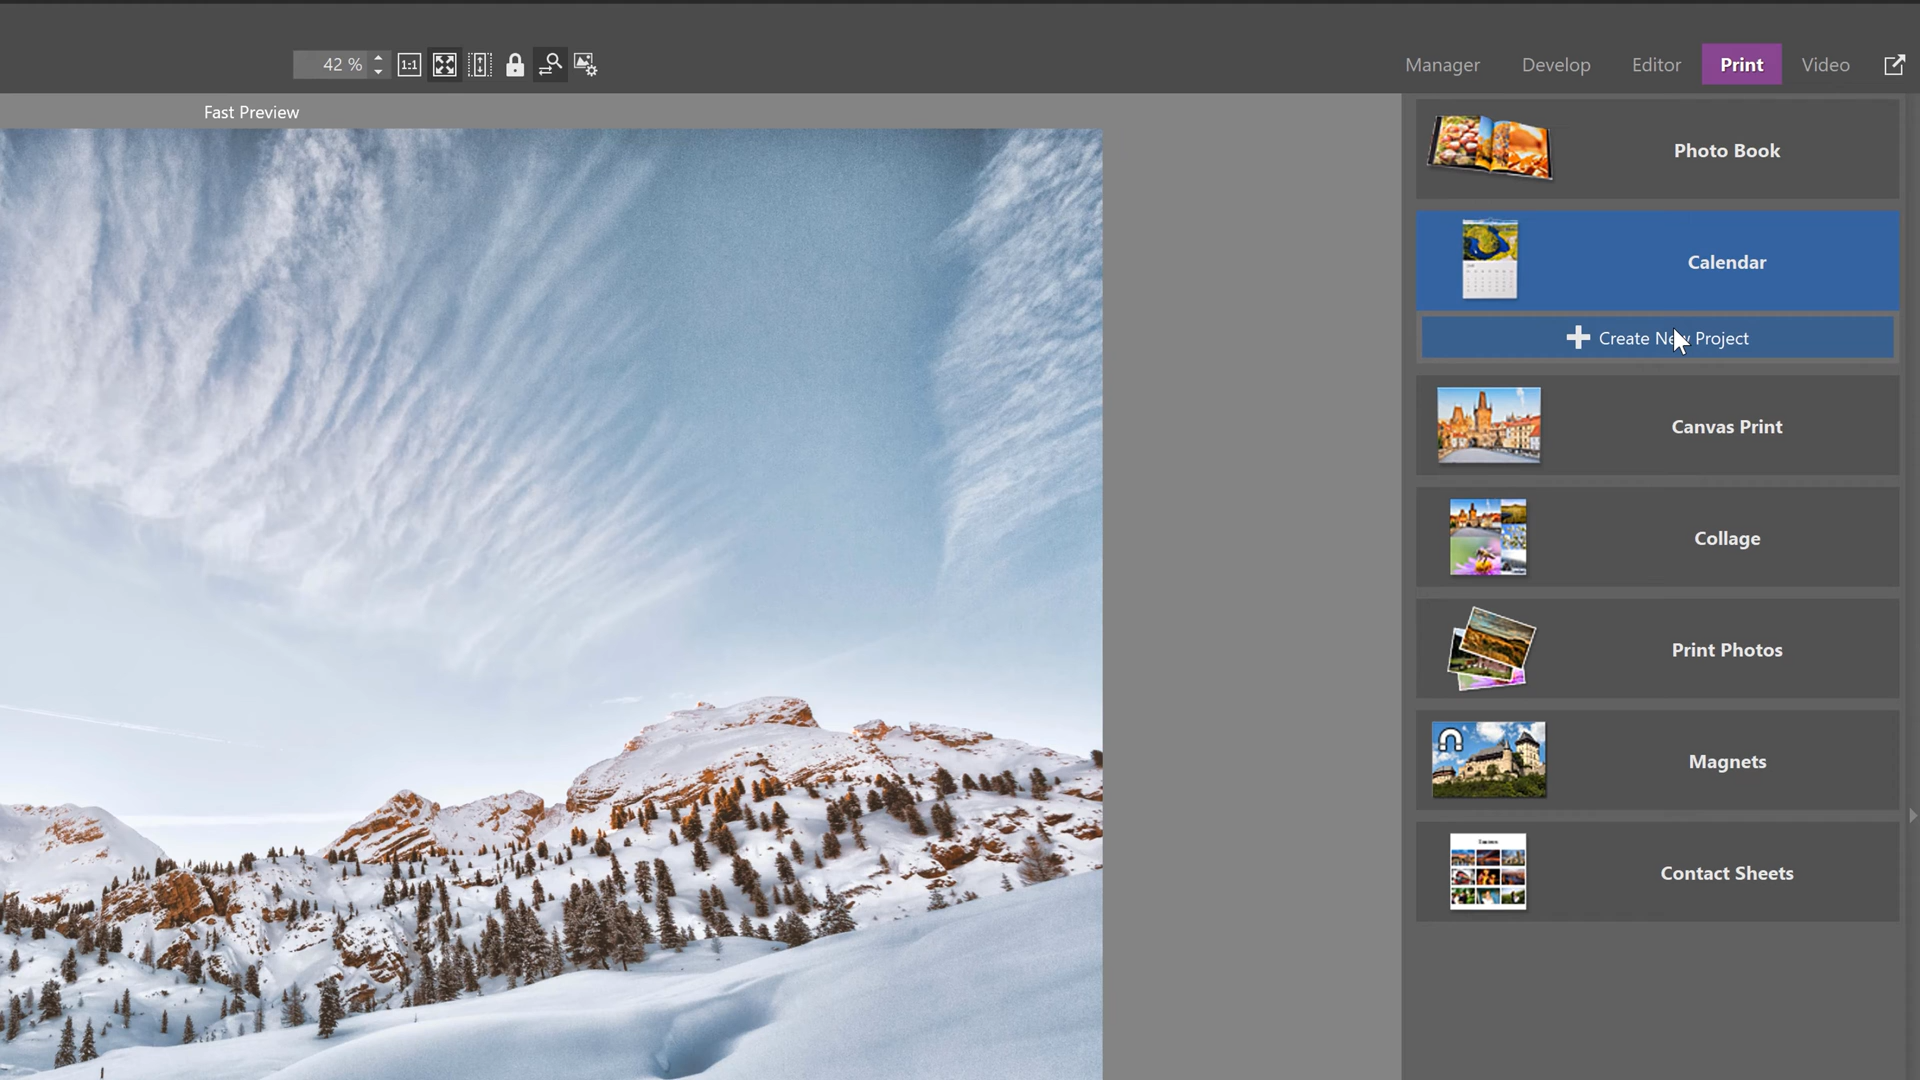 42 %
1:1
Manager
Develop
Editor
Print
Video
Fast Preview
Photo Book
Calendar
Create New Project
Canvas Print
Collage
Print Photos
Magnets
Contact Sheets